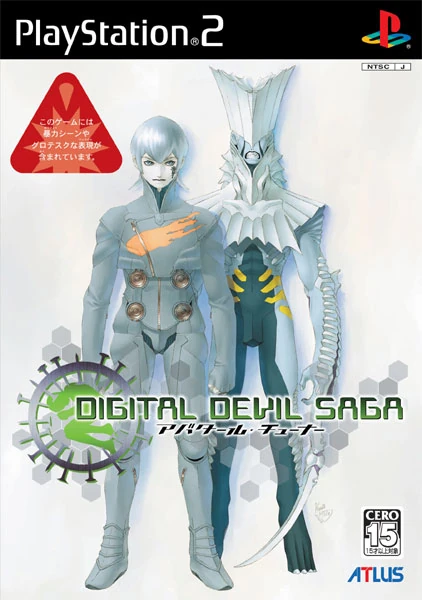 PlayStation®2
NTSC J
このゲームには
暴力シーンや
グロテスクな表現が
含まれています。
DIGITAL DEVIL SAGA
アバタール・チューナー
CERO
15
15才以上対象
ATLUS